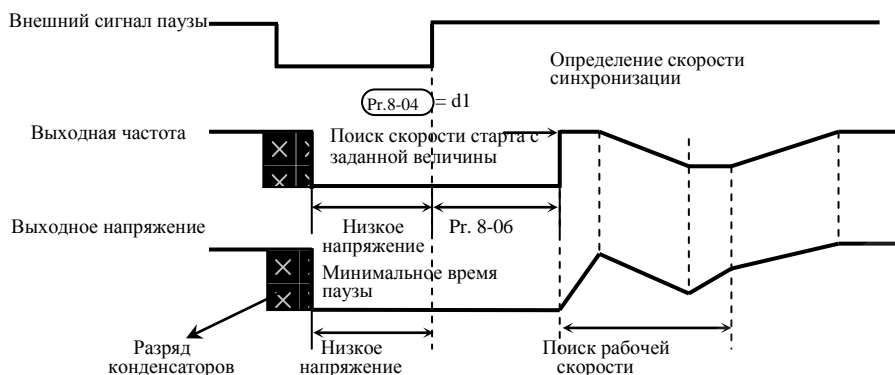 Внешний сигнал паузы
Определение скорости
синхронизации
Pr.8-04 = d1
Выходная частота
Поиск скорости старта с
заданной величины
Низкое
напряжение
Pr. 8-06
Выходное напряжение
Минимальное время
паузы
Разряд
конденсаторов
Низкое
напряжение
Поиск рабочей
скорости